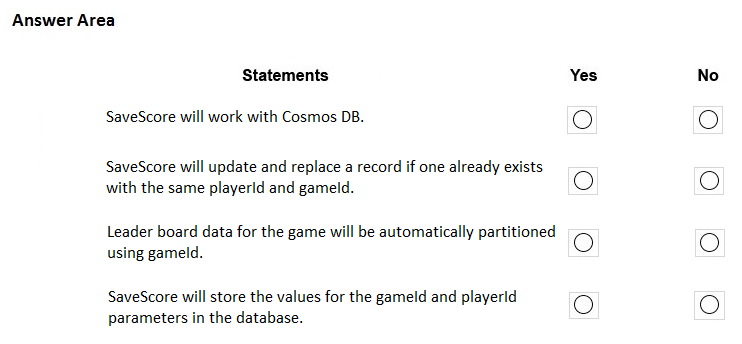 Answer Area
Statements Yes No
SaveScore will work with Cosmos DB.
SaveScore will update and replace a record if one already exists
with the same playerId and gameId.
Leader board data for the game will be automatically partitioned
using gameId.
SaveScore will store the values for the gameId and playerId
parameters in the database.